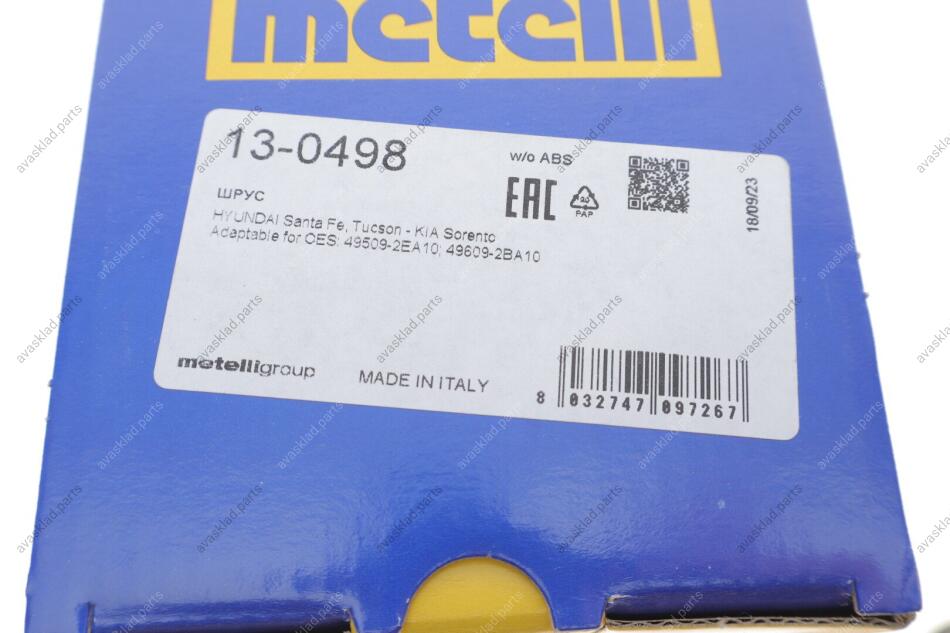 metelli
13-0498
w/o ABS
EAC
20
PAP
18/09/23
ШРУС
HYUNDAI Santa Fe, Tucson - KIA Sorento
Adaptable for OES: 49509-2EA10; 49609-2BA10
metelligroup
MADE IN ITALY
8 032747 097267
avasklad.parts